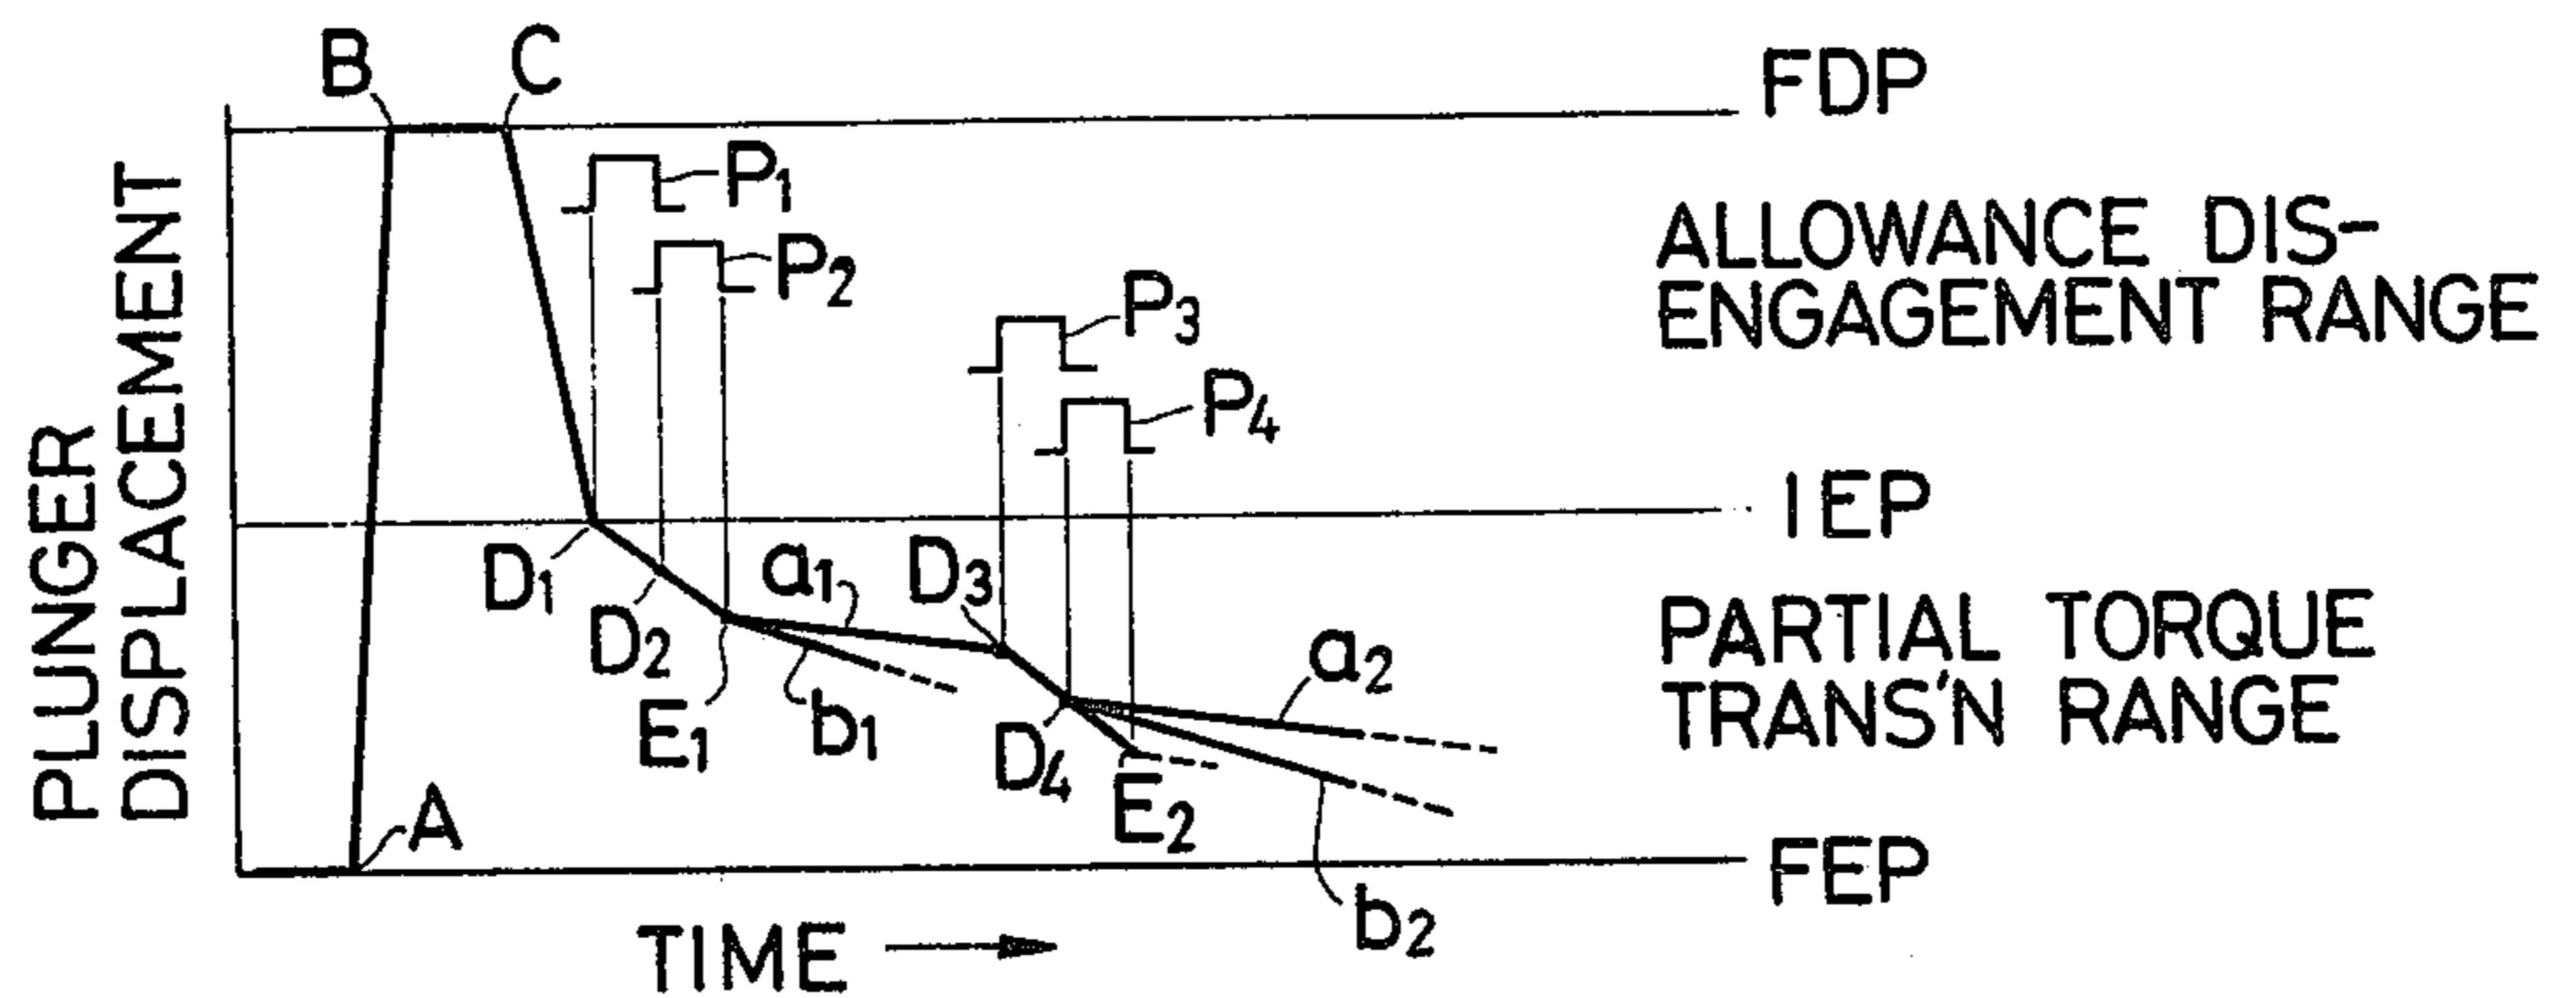 B
C
FDP
P1
P2
ALLOWANCE DIS-
ENGAGEMENT RANGE
P3
P4
PLUNGER
DISPLACEMENT
IEP
D1
D2
a1
D3
E1
b1
D4
a2
PARTIAL TORQUE
TRANS'N RANGE
E2
A
FEP
b2
TIME